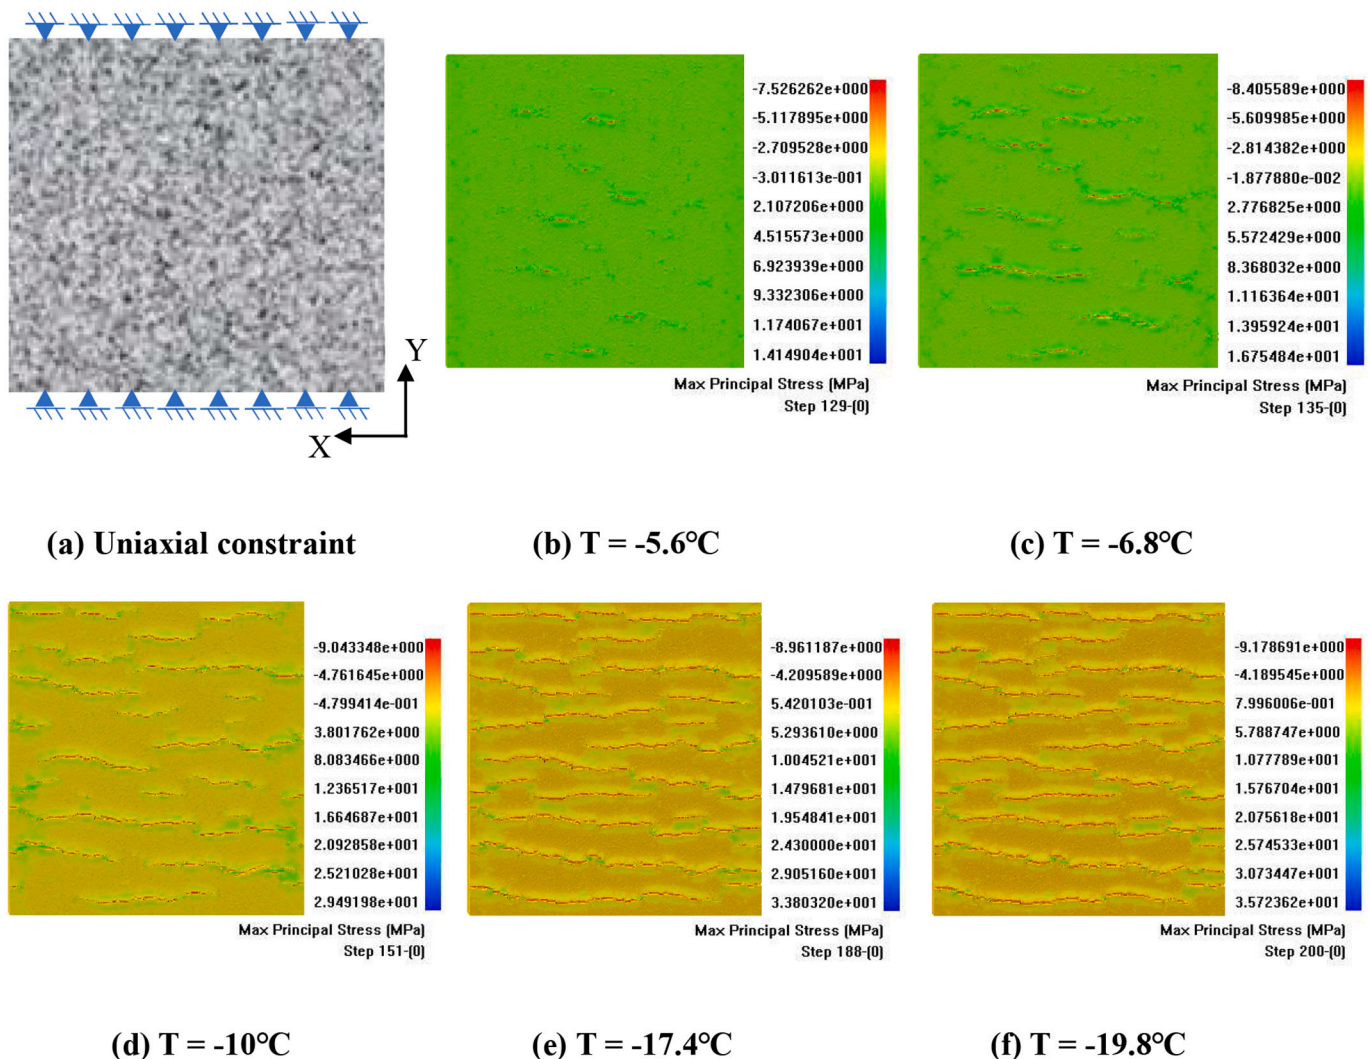 Y
X
-7.526262e+000
-5.117895e+000
-2.709528e+000
-3.011613e-001
2.107206e+000
4.515573e+000
6.923939e+000
9.332306e+000
1.174067e+001
1.414904e+001
Max Principal Stress (MPa)
Step 129-(0)
-8.405589e+000
-5.609985e+000
-2.814382e+000
-1.877880e-002
2.776825e+000
5.572429e+000
8.368032e+000
1.116364e+001
1.395924e+001
1.675484e+001
Max Principal Stress (MPa)
Step 135-(0)
(a) Uniaxial constraint
(b) T = -5.6°C
(c) T = -6.8°C
-9.043348e+000
-4.761645e+000
-4.799414e-001
3.801762e+000
8.083466e+000
1.236517e+001
1.664687e+001
2.092858e+001
2.521028e+001
2.949198e+001
Max Principal Stress (MPa)
Step 151-(0)
-8.961187e+000
-4.209589e+000
5.420103e-001
5.293610e+000
1.004521e+001
1.479681e+001
1.954841e+001
2.430000e+001
2.905160e+001
3.380320e+001
Max Principal Stress (MPa)
Step 188-(0)
-9.178691e+000
-4.189545e+000
7.996006e-001
5.788747e+000
1.077789e+001
1.576704e+001
2.075618e+001
2.574533e+001
3.073447e+001
3.572362e+001
Max Principal Stress (MPa)
Step 200-(0)
(d) T = -10°C
(e) T = -17.4°C
(f) T = -19.8°C